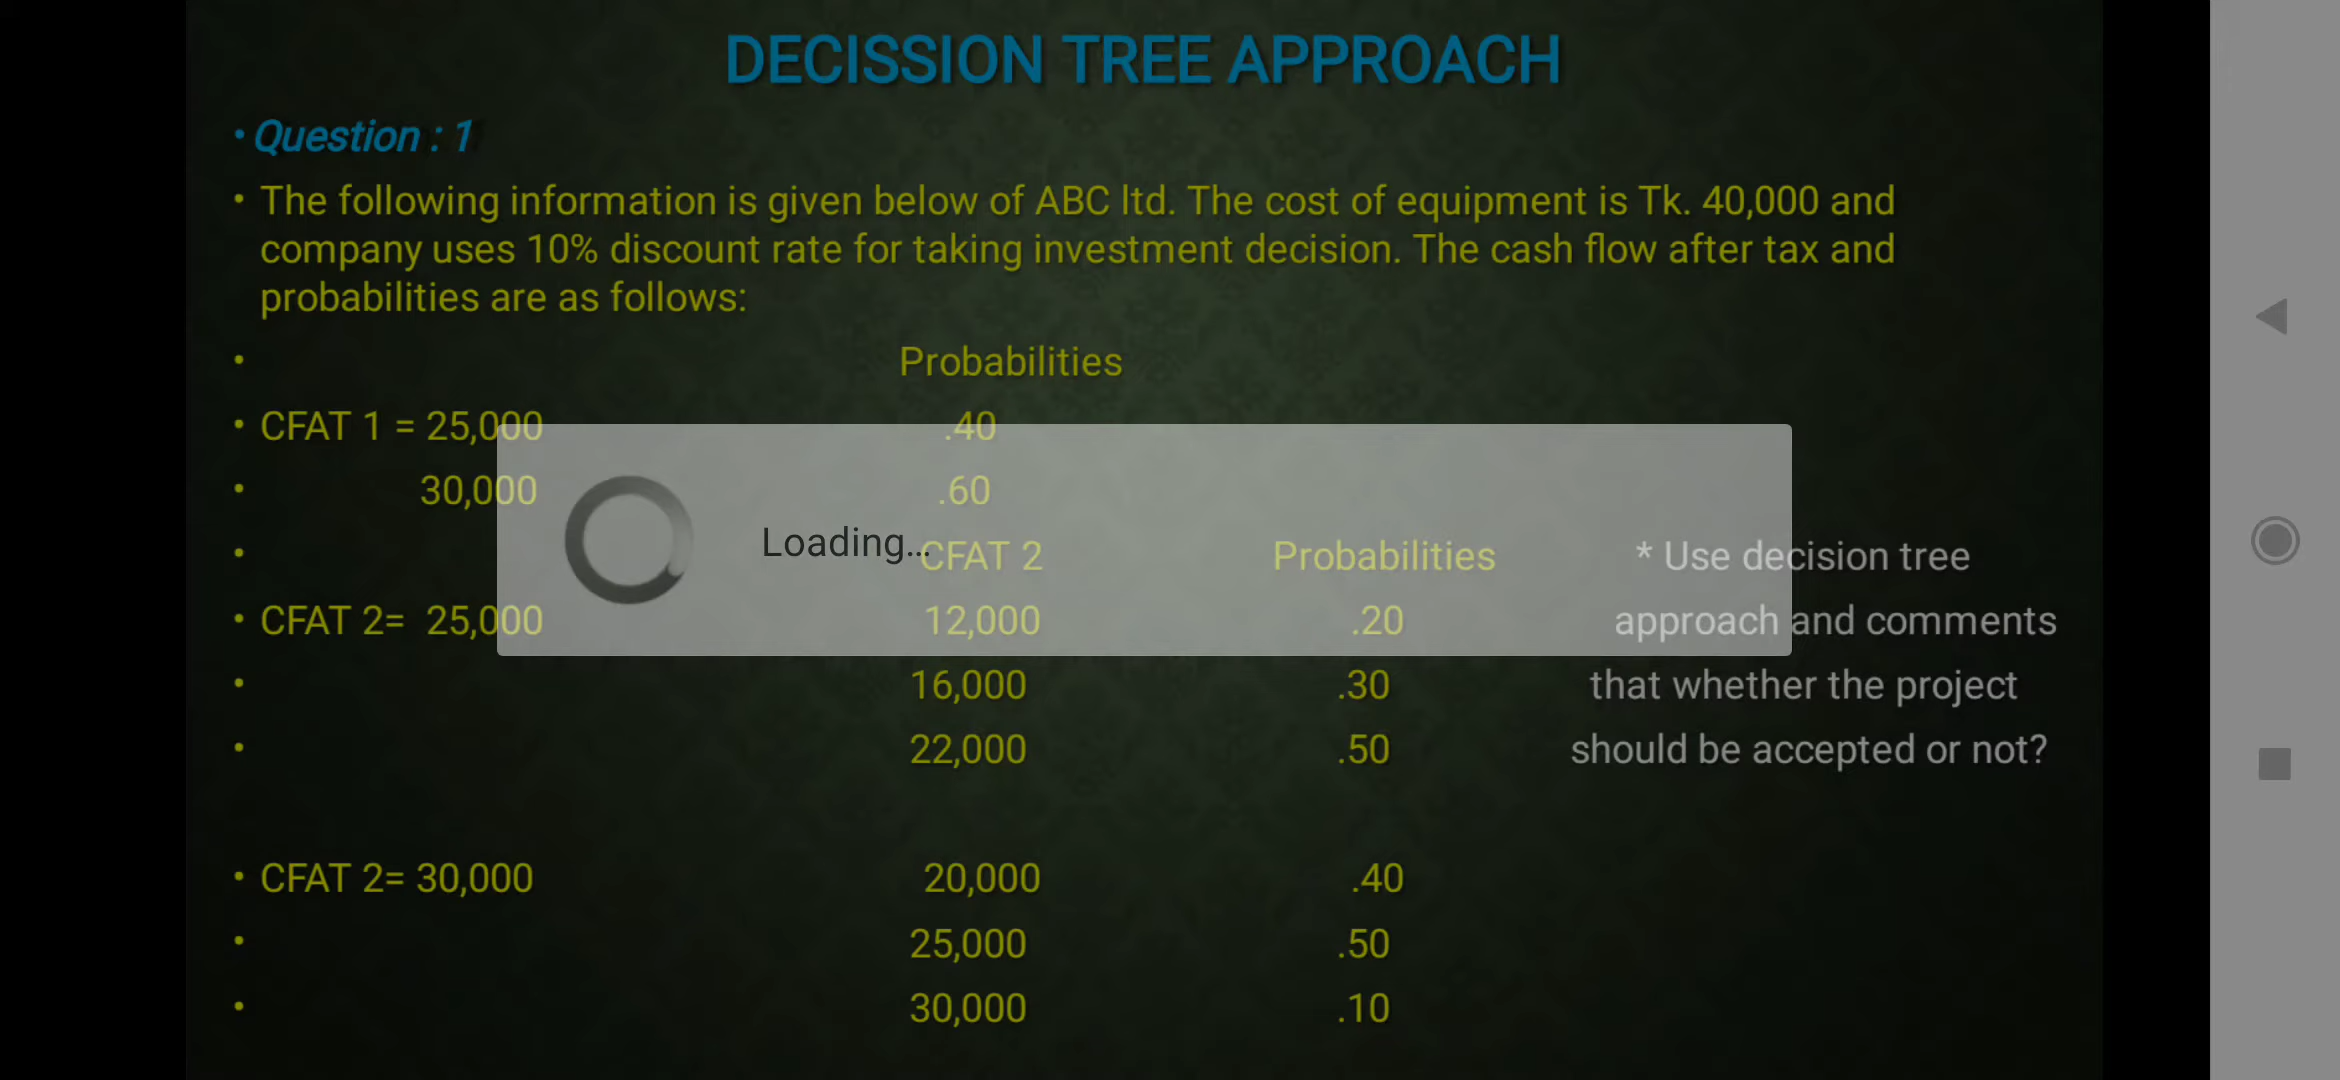 DECISSION TREE APPROACH
• Question : 1
• The following information is given below of ABC ltd. The cost of equipment is Tk. 40,000 and
company uses 10% discount rate for taking investment decision. The cash flow after tax and
probabilities are as follows:
• Probabilities
• CFAT 1 = 25,000 .40
• 30,000 .60
Loading...
• CFAT 2 Probabilities * Use decision tree
• CFAT 2= 25,000 12,000 .20 approach and comments
• 16,000 .30 that whether the project
• 22,000 .50 should be accepted or not?
• CFAT 2= 30,000 20,000 .40
• 25,000 .50
• 30,000 .10